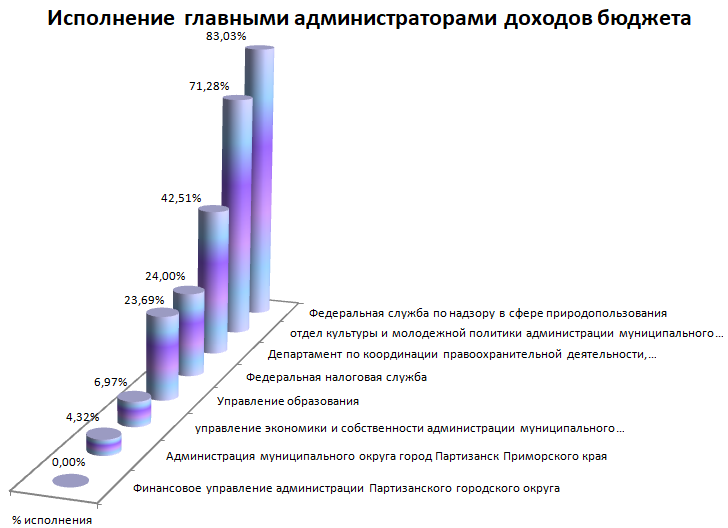 Исполнение главными администраторами доходов бюджета
83,03%
71,28%
42,51%
24,00%
23,69%
6,97%
4,32%
0,00%
Федеральная служба по надзору в сфере природопользования
отдел культуры и молодежной политики администрации муниципального...
Департамент по координации правоохранительной деятельности,...
Федеральная налоговая служба
Управление образования
управление экономики и собственности администрации муниципального...
Администрация муниципального округа город Партизанск Приморского края
Финансовое управление администрации Партизанского городского округа
% исполнения